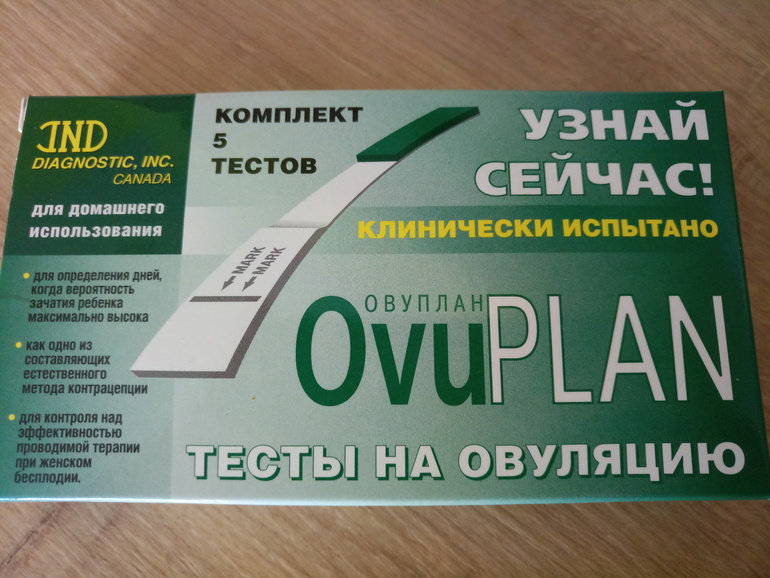 IND
DIAGNOSTIC, INC.
CANADA
для домашнего
использования
• для определения дней,
когда вероятность
зачатия ребенка
максимально высока
• как одно из
составляющих
естественного
метода контрацепции
• для контроля над
эффективностью
проводимой терапии
при женском
бесплодии.
КОМПЛЕКТ
5
ТЕСТОВ
MARK
MARK
УЗНАЙ
СЕЙЧАС!
КЛИНИЧЕСКИ ИСПЫТАНО
ОВУПЛАН
OvuPLAN
ТЕСТЫ НА ОВУЛЯЦИЮ